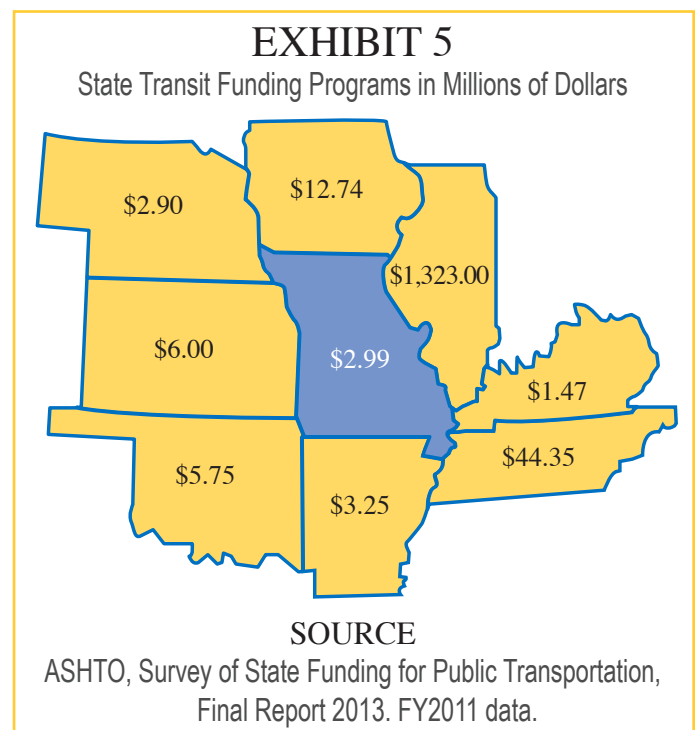 EXHIBIT 5
State Transit Funding Programs in Millions of Dollars
$2.90
$12.74
$1,323.00
$6.00
$2.99
$1.47
$5.75
$3.25
$44.35
SOURCE
ASHTO, Survey of State Funding for Public Transportation,
Final Report 2013. FY2011 data.